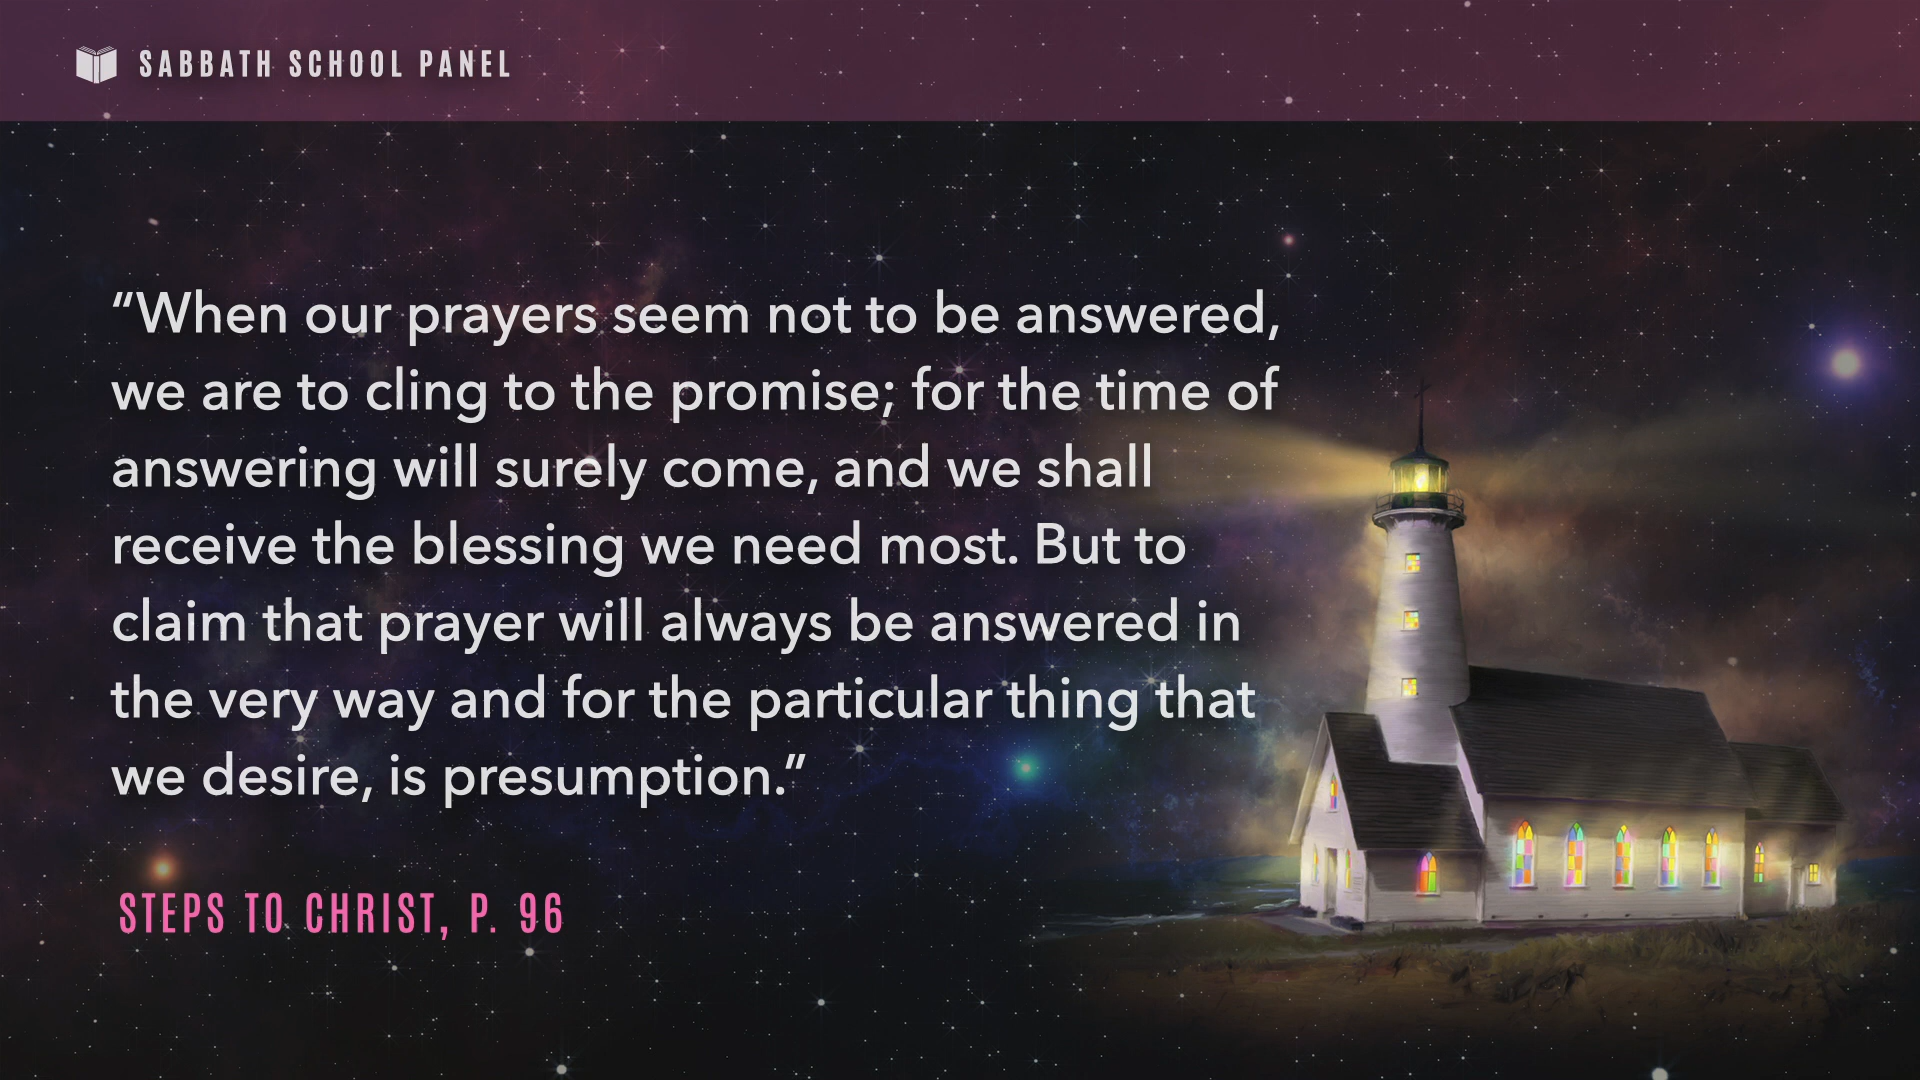 SABBATH SCHOOL PANEL
“When our prayers seem not to be answered,
we are to cling to the promise; for the time of
answering will surely come, and we shall
receive the blessing we need most. But to
claim that prayer will always be answered in
the very way and for the particular thing that
we desire, is presumption.”
STEPS TO CHRIST, P. 96